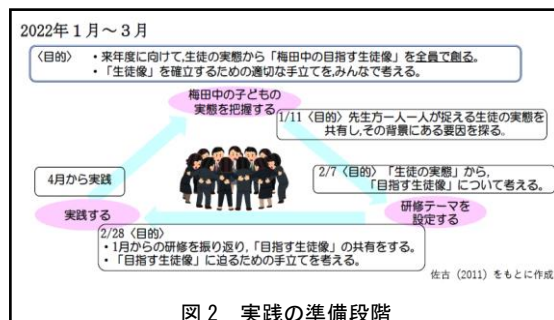 2022年1月~3月
〈目的〉 ・来年度に向けて,生徒の実態から「梅田中の目指す生徒像」を全員で創る。
・「生徒像」を確立するための適切な手立てを,みんなで考える。
梅田中の子どもの
実態を把握する
1/11〈目的〉先生方一人一人が捉える生徒の実態を
共有し,その背景にある要因を探る。
4月から実践
2/7〈目的〉「生徒の実態」から,
「目指す生徒像」について考える。
実践する
研修テーマを
設定する
2/28〈目的〉
・1月からの研修を振り返り,「目指す生徒像」の共有をする。
・「目指す生徒像」に迫るための手立てを考える。
佐古(2011)をもとに作成
図2 実践の準備段階